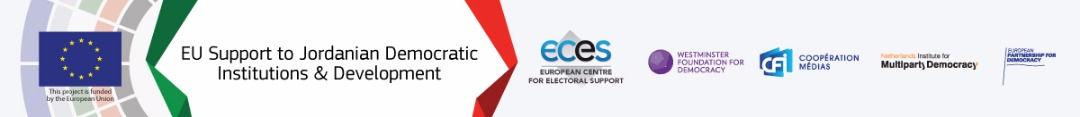 This project is funded
by the European Union
EU Support to Jordanian Democratic
Institutions & Development
eces
EUROPEAN CENTRE
FOR ELECTORAL SUPPORT
WESTMINSTER
FOUNDATION FOR
DEMOCRACY
CFI
COOPÉRATION
MÉDIAS
Netherlands Institute for
Multiparty Democracy
EUROPEAN
PARTNERSHIP FOR
DEMOCRACY